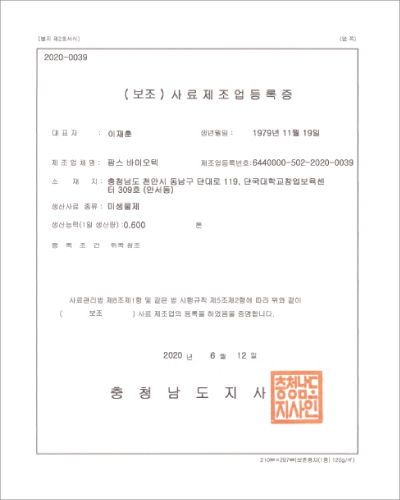 [별지 제2호서식] (앞 쪽)
2020-0039
( 보조 ) 사 료 제 조 업 등 록 증
대 표 자 : 이재훈 생년월일 : 1979년 11월 19일
제 조 업 체 명 : 팜스 바이오텍 제조업등록번호: 6440000-502-2020-0039
소 재 지 : 충청남도 천안시 동남구 단대로 119, 단국대학교창업보육센
터 309호 (안서동)
생산사료 종류 : 미생물제
생산능력(1일 생산량) : 0.600 톤
등 록 조 건 뒤쪽 참조
사료관리법 제8조제1항 및 같은 법 시행규칙 제5조제2항에 따라 위와 같이
( 보조 ) 사료 제조업의 등록을 하였음을 증명합니다.
2020 년 6 월 12 일
충 청 남 도 지 사
충청남도
지사인
210㎜×297㎜(보존용지(1종) 120g/㎡)